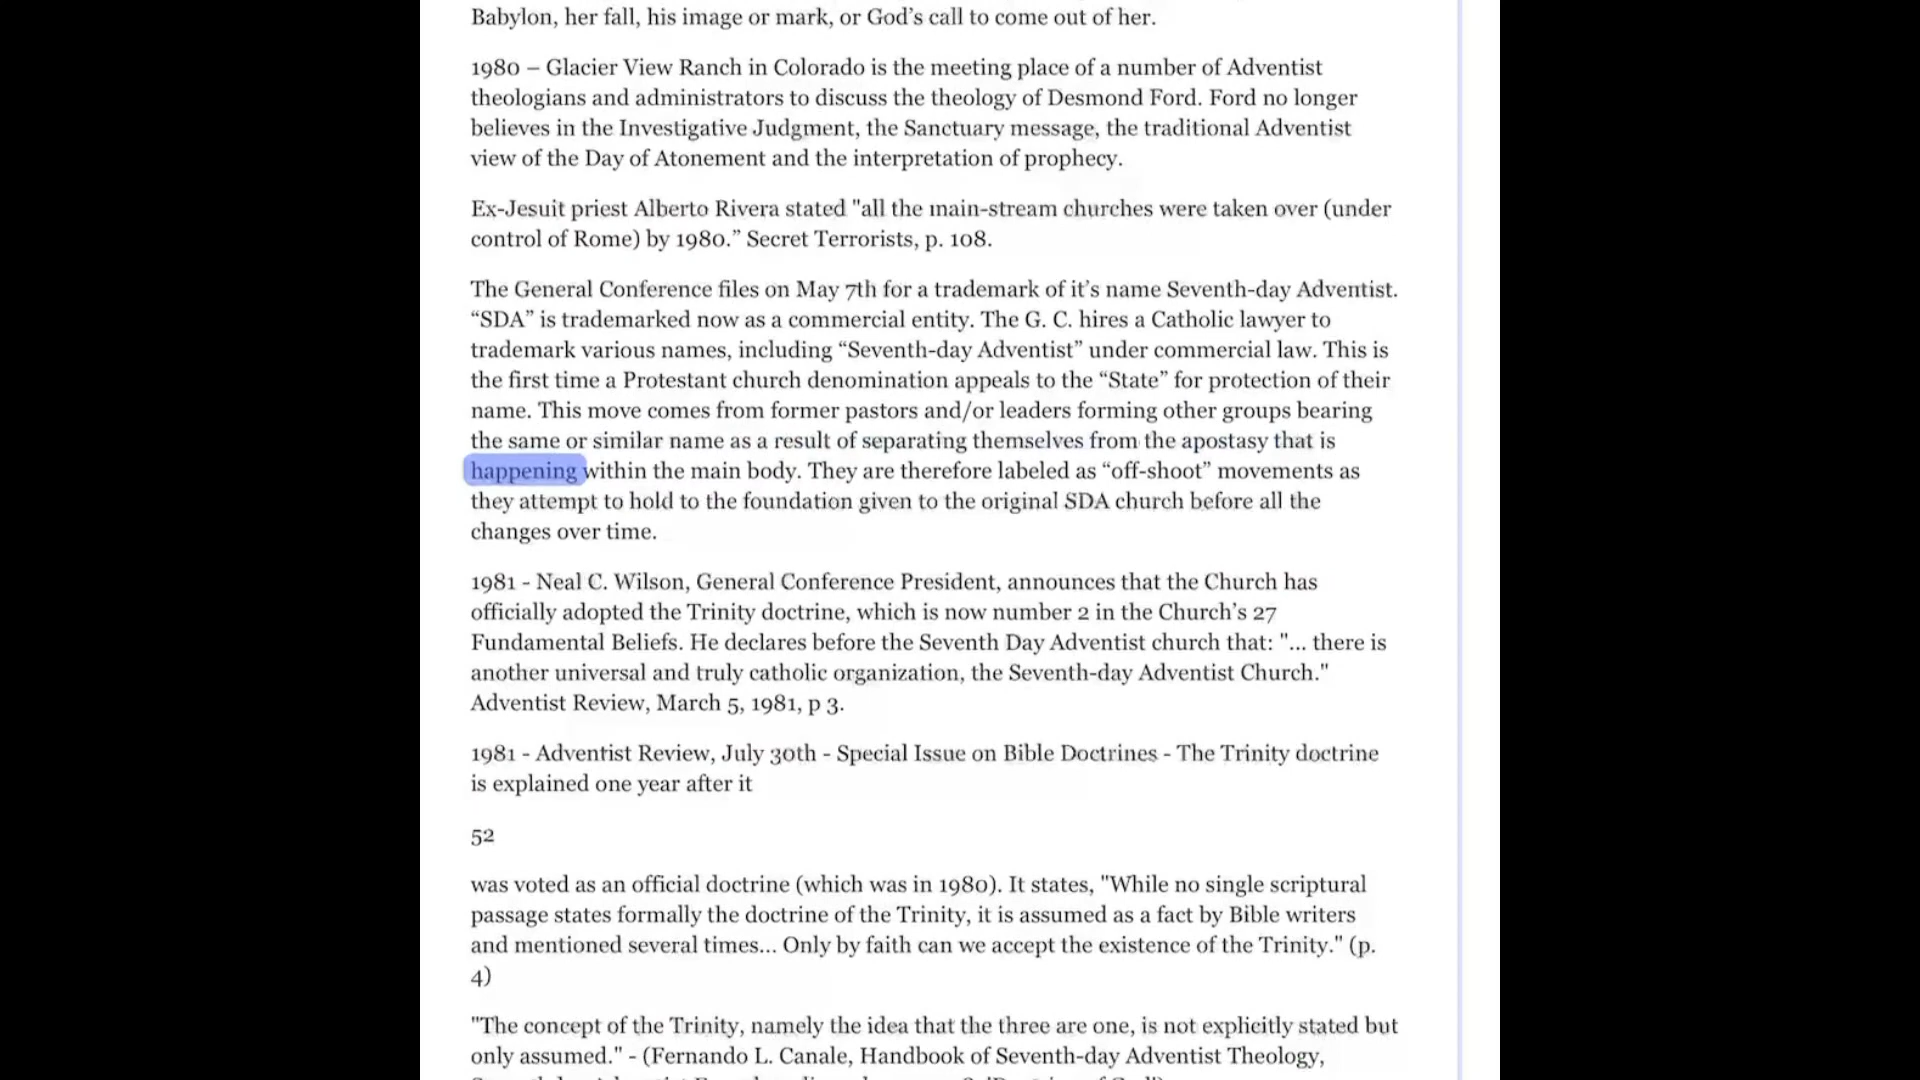 Babylon, her fall, his image or mark, or God’s call to come out of her.
1980 – Glacier View Ranch in Colorado is the meeting place of a number of Adventist
theologians and administrators to discuss the theology of Desmond Ford. Ford no longer
believes in the Investigative Judgment, the Sanctuary message, the traditional Adventist
view of the Day of Atonement and the interpretation of prophecy.
Ex-Jesuit priest Alberto Rivera stated "all the main-stream churches were taken over (under
control of Rome) by 1980.” Secret Terrorists, p. 108.
The General Conference files on May 7th for a trademark of it’s name Seventh-day Adventist.
“SDA” is trademarked now as a commercial entity. The G. C. hires a Catholic lawyer to
trademark various names, including “Seventh-day Adventist” under commercial law. This is
the first time a Protestant church denomination appeals to the “State” for protection of their
name. This move comes from former pastors and/or leaders forming other groups bearing
the same or similar name as a result of separating themselves from the apostasy that is
happening within the main body. They are therefore labeled as “off-shoot” movements as
they attempt to hold to the foundation given to the original SDA church before all the
changes over time.
1981 - Neal C. Wilson, General Conference President, announces that the Church has
officially adopted the Trinity doctrine, which is now number 2 in the Church’s 27
Fundamental Beliefs. He declares before the Seventh Day Adventist church that: "... there is
another universal and truly catholic organization, the Seventh-day Adventist Church."
Adventist Review, March 5, 1981, p 3.
1981 - Adventist Review, July 30th - Special Issue on Bible Doctrines - The Trinity doctrine
is explained one year after it
52
was voted as an official doctrine (which was in 1980). It states, "While no single scriptural
passage states formally the doctrine of the Trinity, it is assumed as a fact by Bible writers
and mentioned several times... Only by faith can we accept the existence of the Trinity." (p.
4)
"The concept of the Trinity, namely the idea that the three are one, is not explicitly stated but
only assumed." - (Fernando L. Canale, Handbook of Seventh-day Adventist Theology,